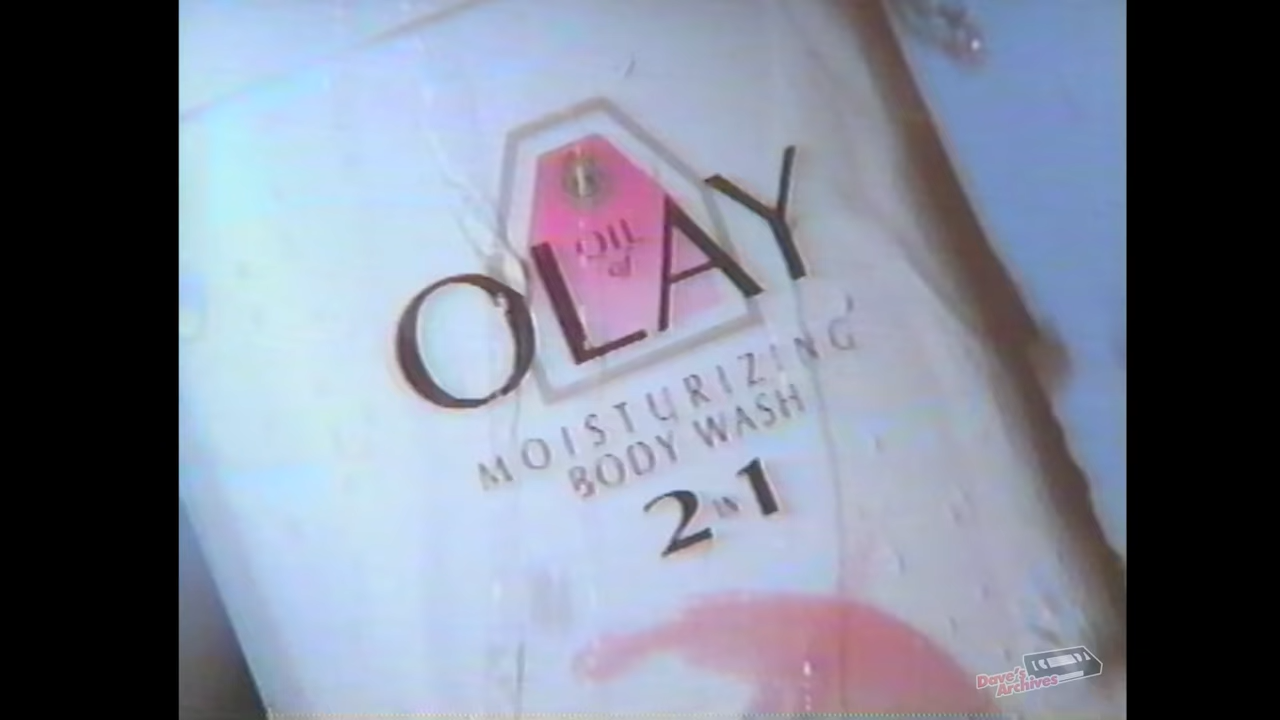 OIL
of
OLAY
MOISTURIZING
BODY WASH
2 IN 1
Dave's
Archives